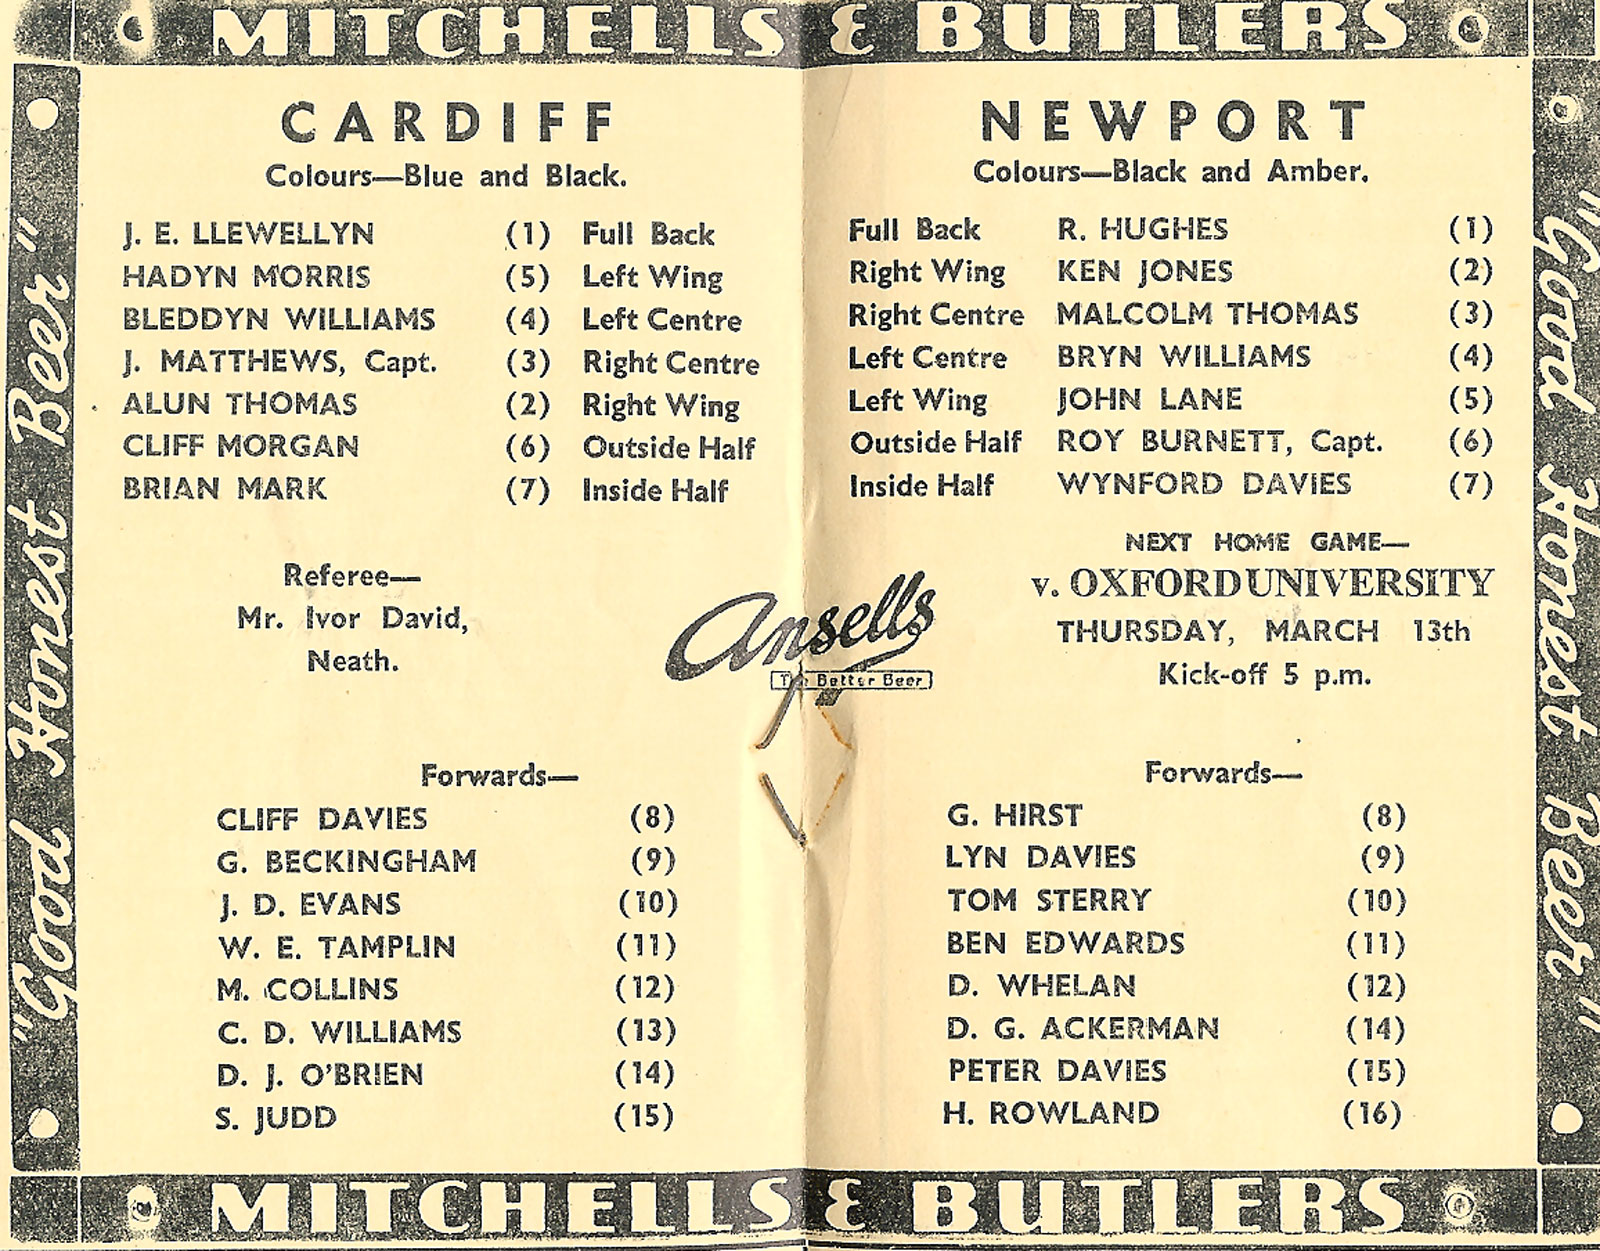 MITCHELLS & BUTLERS
"Good Honest Beer"
CARDIFF
Colours—Blue and Black.
J. E. LLEWELLYN (1) Full Back
HADYN MORRIS (5) Left Wing
BLEDDYN WILLIAMS (4) Left Centre
J. MATTHEWS, Capt. (3) Right Centre
ALUN THOMAS (2) Right Wing
CLIFF MORGAN (6) Outside Half
BRIAN MARK (7) Inside Half
Referee—
Mr. Ivor David,
Neath.
Forwards—
CLIFF DAVIES (8)
G. BECKINGHAM (9)
J. D. EVANS (10)
W. E. TAMPLIN (11)
M. COLLINS (12)
C. D. WILLIAMS (13)
D. J. O'BRIEN (14)
S. JUDD (15)
Ansells
The Better Beer
NEWPORT
Colours—Black and Amber.
Full Back R. HUGHES (1)
Right Wing KEN JONES (2)
Right Centre MALCOLM THOMAS (3)
Left Centre BRYN WILLIAMS (4)
Left Wing JOHN LANE (5)
Outside Half ROY BURNETT, Capt. (6)
Inside Half WYNFORD DAVIES (7)
NEXT HOME GAME—
v. OXFORD UNIVERSITY
THURSDAY, MARCH 13th
Kick-off 5 p.m.
Forwards—
G. HIRST (8)
LYN DAVIES (9)
TOM STERRY (10)
BEN EDWARDS (11)
D. WHELAN (12)
D. G. ACKERMAN (14)
PETER DAVIES (15)
H. ROWLAND (16)
"Good Honest Beer"
MITCHELLS & BUTLERS